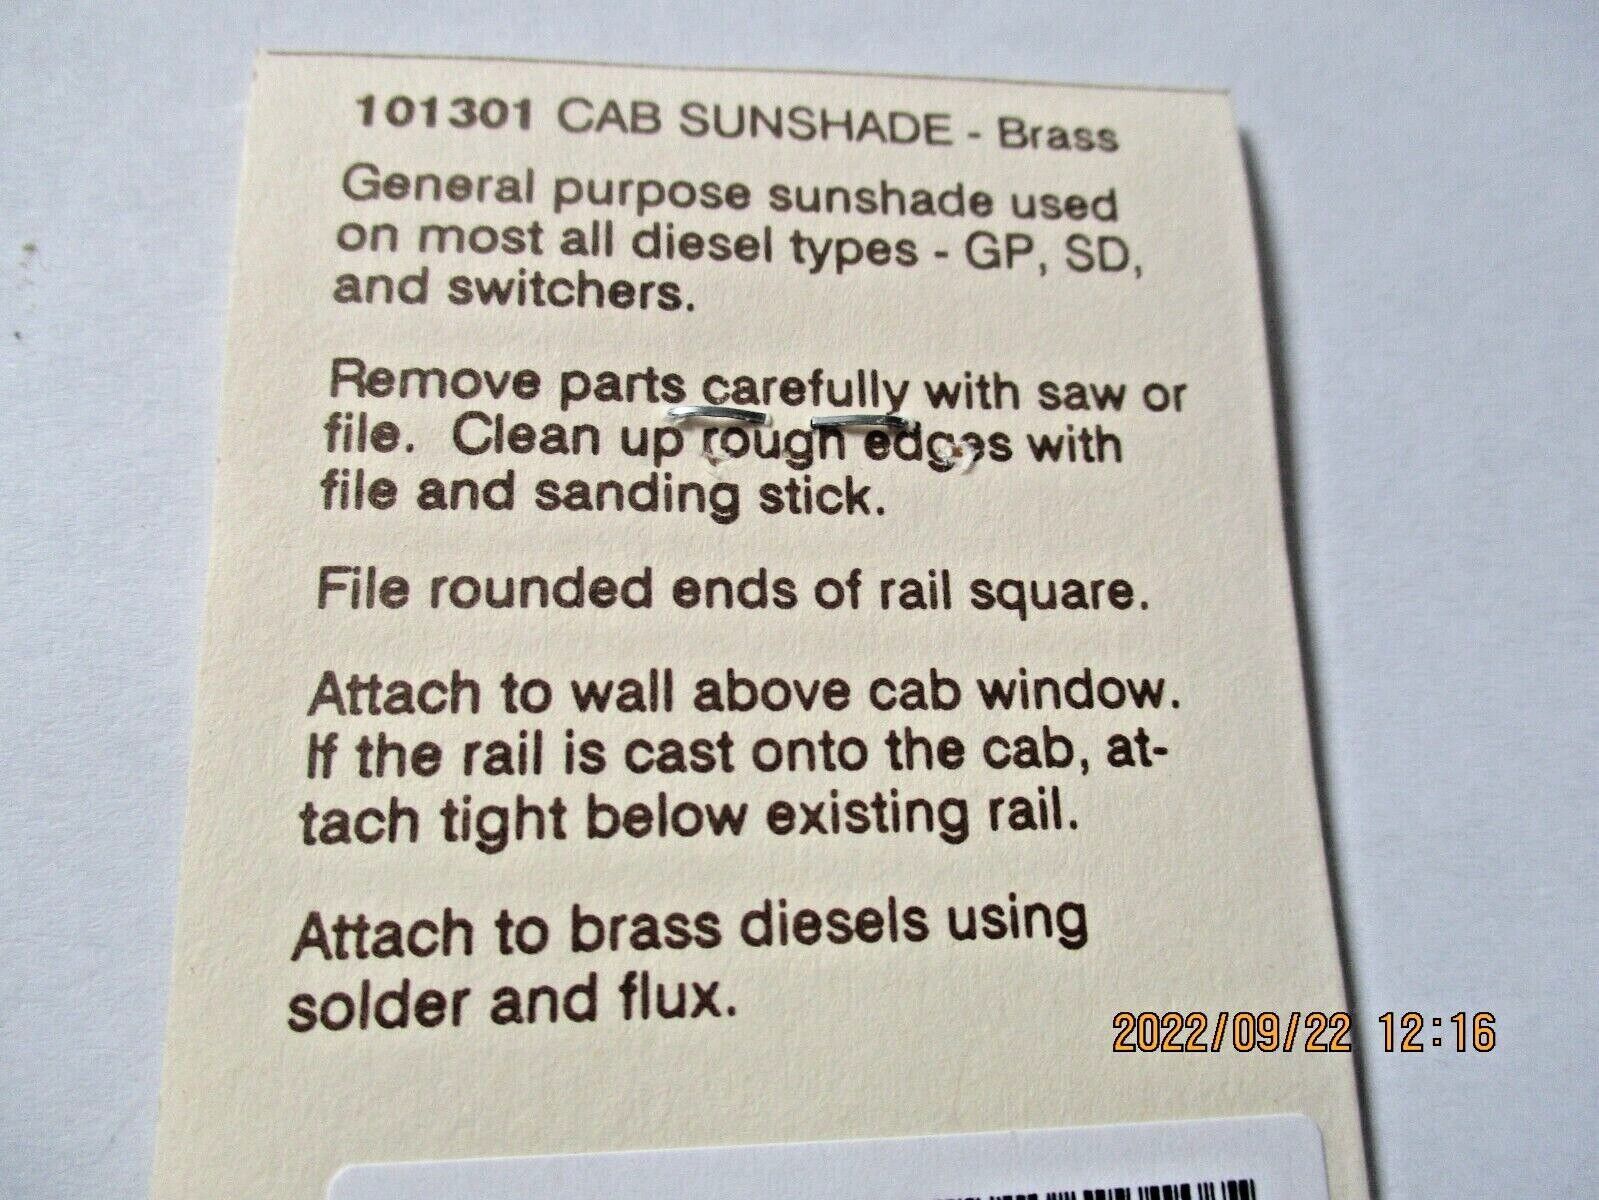 101301 CAB SUNSHADE - Brass
General purpose sunshade used
on most all diesel types - GP, SD,
and switchers.
Remove parts carefully with saw or
file. Clean up rough edges with
file and sanding stick.
File rounded ends of rail square.
Attach to wall above cab window.
If the rail is cast onto the cab, at-
tach tight below existing rail.
Attach to brass diesels using
solder and flux.
2022/09/22 12:16